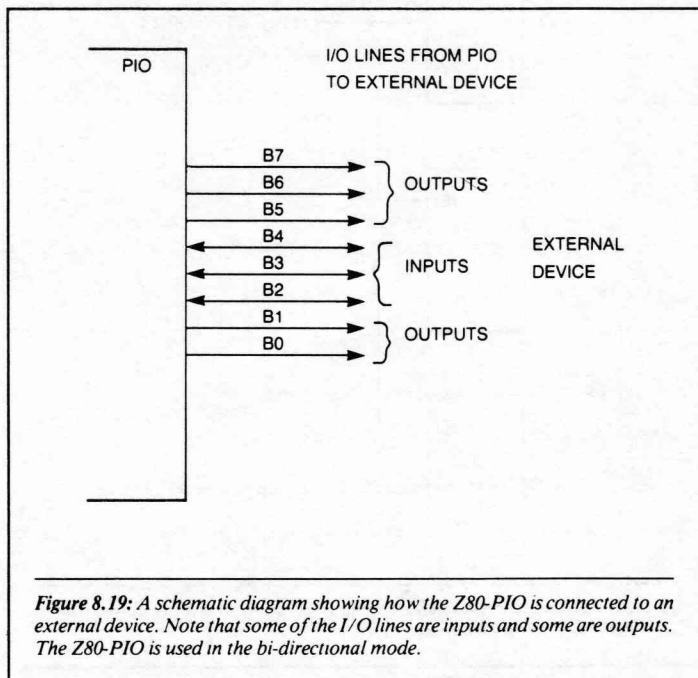 PIO
I/O LINES FROM PIO
TO EXTERNAL DEVICE
B7
B6
OUTPUTS
B5
B4
B3
INPUTS
EXTERNAL
DEVICE
B2
B1
OUTPUTS
B0
Figure 8.19: A schematic diagram showing how the Z80-PIO is connected to an
external device. Note that some of the I/O lines are inputs and some are outputs.
The Z80-PIO is used in the bi-directional mode.